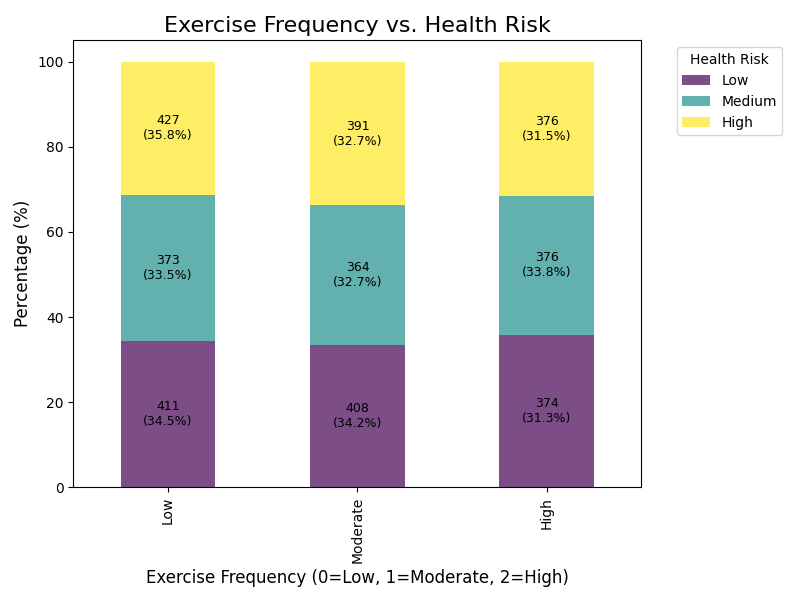 Exercise Frequency vs. Health Risk
Percentage (%)
100
80
60
40
20
0
427
(35.8%)
391
(32.7%)
376
(31.5%)
373
(33.5%)
364
(32.7%)
376
(33.8%)
411
(34.5%)
408
(34.2%)
374
(31.3%)
Low
Moderate
High
Exercise Frequency (0=Low, 1=Moderate, 2=High)
Health Risk
Low
Medium
High